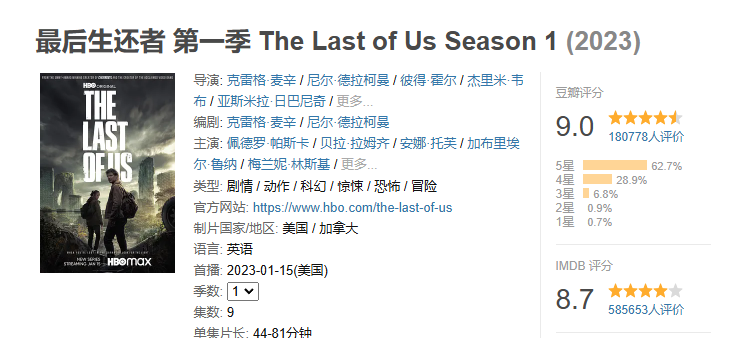 最后生还者 第一季 The Last of Us Season 1 (2023)
HBO ORIGINAL
THE
LAST
OF US
NEW SERIES
STREAMING JAN 15 HBOmax
导演: 克雷格·麦辛 / 尼尔·德拉柯曼 / 彼得·霍尔 / 杰里米·韦
布 / 亚斯米拉·日巴尼奇 / 更多...
编剧: 克雷格·麦辛 / 尼尔·德拉柯曼
主演: 佩德罗·帕斯卡 / 贝拉·拉姆齐 / 安娜·托芙 / 加布里埃
尔·鲁纳 / 梅兰妮·林斯基 / 更多...
类型: 剧情 / 动作 / 科幻 / 惊悚 / 恐怖 / 冒险
官方网站: https://www.hbo.com/the-last-of-us
制片国家/地区: 美国 / 加拿大
语言: 英语
首播: 2023-01-15(美国)
季数: 1
集数: 9
单集片长: 44-81分钟
豆瓣评分
9.0
180778人评价
5星 62.7%
4星 28.9%
3星 6.8%
2星 0.9%
1星 0.7%
IMDB 评分
8.7
585653人评价